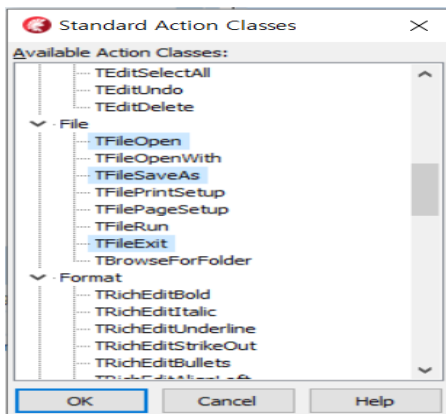 Standard Action Classes
Available Action Classes:
TEditSelectAll
TEditUndo
TEditDelete
File
TFileOpen
TFileOpenWith
TFileSaveAs
TFilePrintSetup
TFilePageSetup
TFileRun
TFileExit
TBrowseForFolder
Format
TRichEditBold
TRichEditItalic
TRichEditUnderline
TRichEditStrikeOut
TRichEditBullets
TRichEditAlignLeft
OK Cancel Help